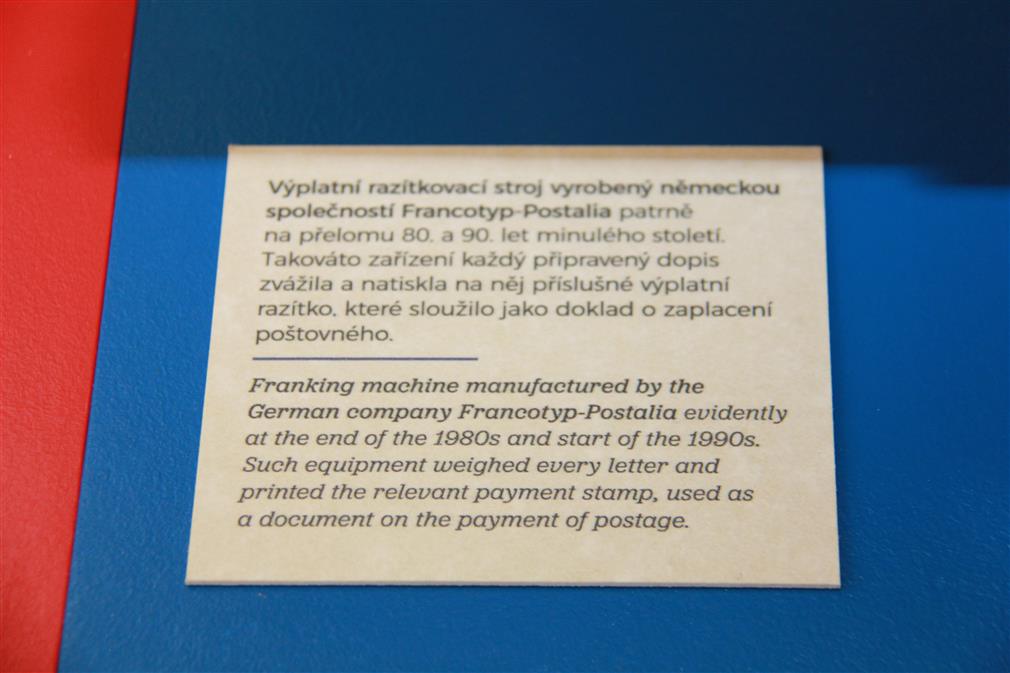 Výplatní razítkovací stroj vyrobený německou
společností Francotyp-Postalia patrně
na přelomu 80. a 90. let minulého století.
Takováto zařízení každý připravený dopis
zvážila a natiskla na něj příslušné výplatní
razítko, které sloužilo jako doklad o zaplacení
poštovného.
Franking machine manufactured by the
German company Francotyp-Postalia evidently
at the end of the 1980s and start of the 1990s.
Such equipment weighed every letter and
printed the relevant payment stamp, used as
a document on the payment of postage.